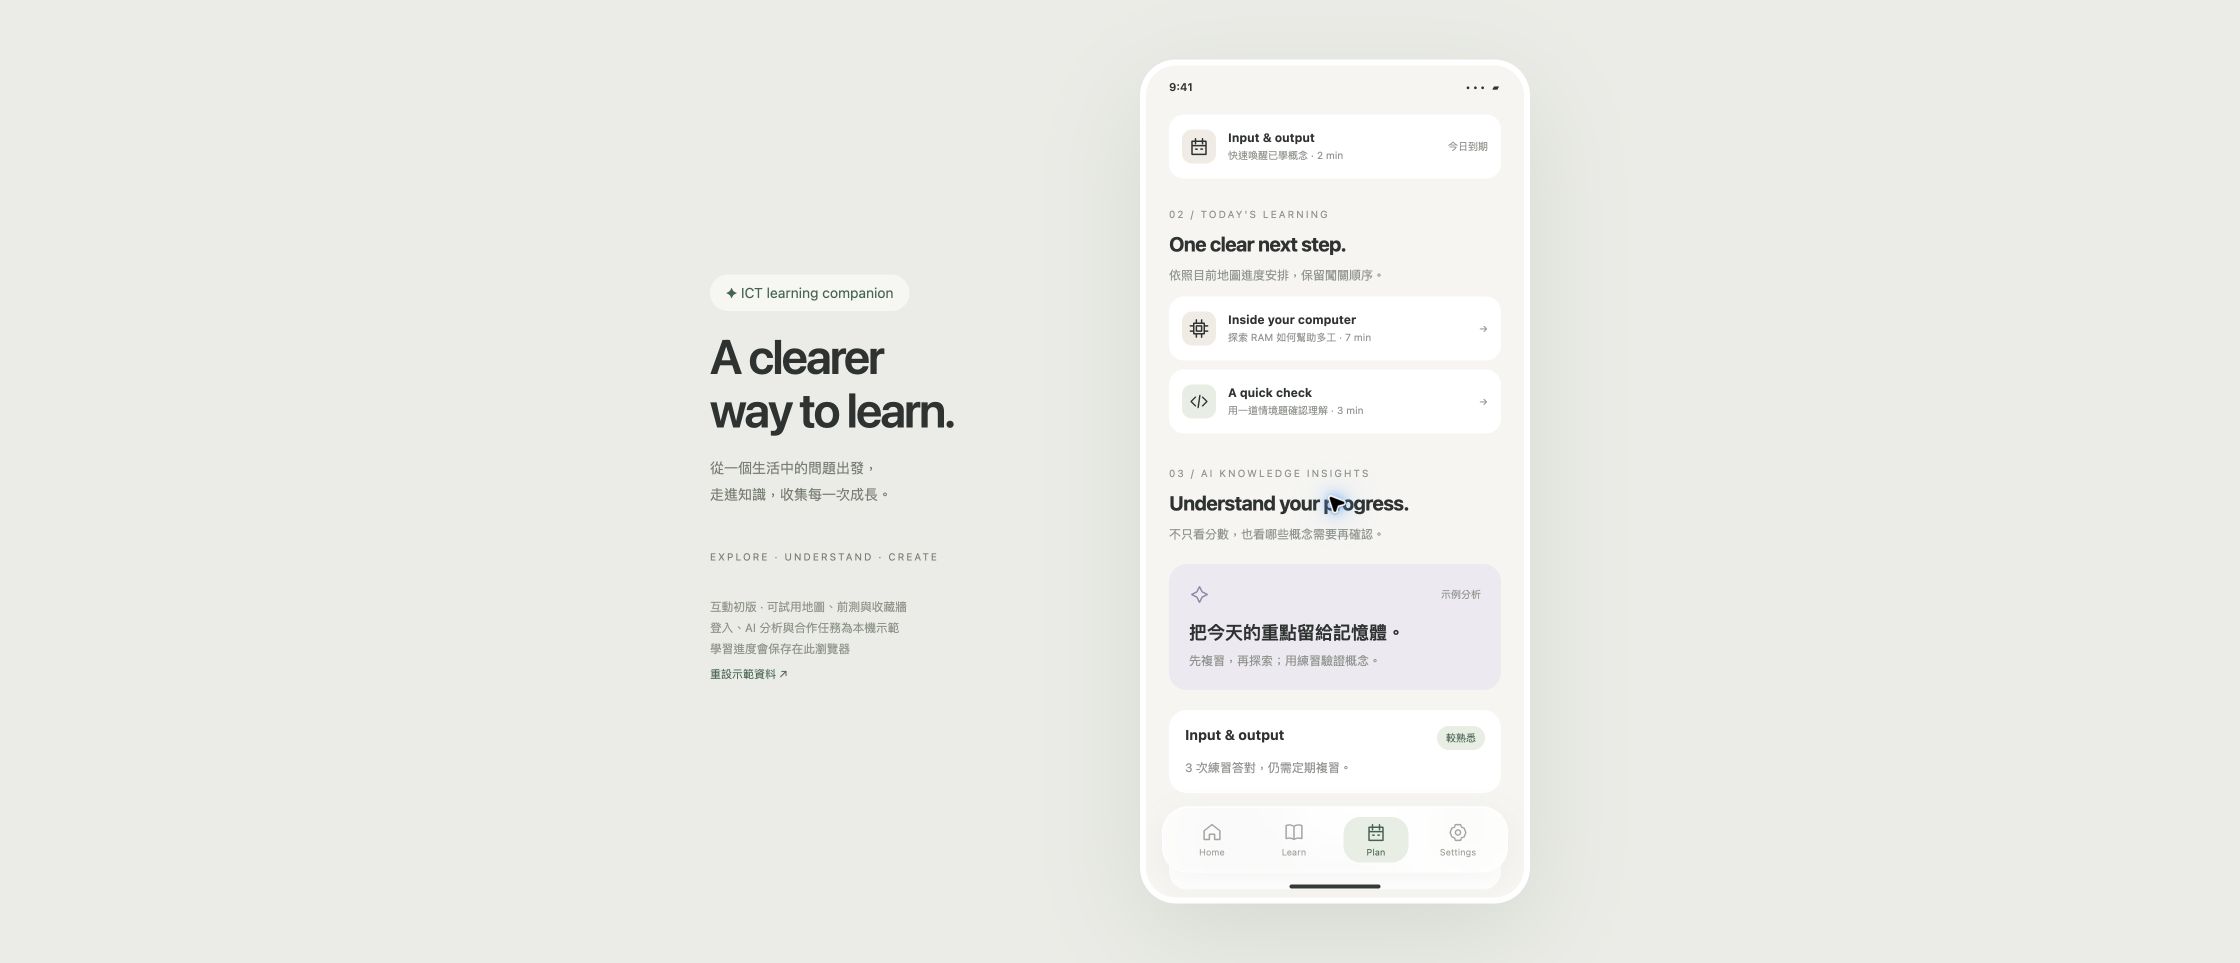 ✦ ICT learning companion
A clearer
way to learn.
從一個生活中的問題出發，
走進知識，收集每一次成長。
EXPLORE · UNDERSTAND · CREATE
互動初版 · 可試用地圖、前測與收藏牆
登入、AI 分析與合作任務為本機示範
學習進度會保存在此瀏覽器
重設示範資料 ↗
9:41
Input & output
快速喚醒已學概念 · 2 min
今日到期
02 / TODAY'S LEARNING
One clear next step.
依照目前地圖進度安排，保留闖關順序。
Inside your computer
探索 RAM 如何幫助多工 · 7 min
→
A quick check
用一道情境題確認理解 · 3 min
→
03 / AI KNOWLEDGE INSIGHTS
Understand your progress.
不只看分數，也看哪些概念需要再確認。
示例分析
把今天的重點留給記憶體。
先複習，再探索；用練習驗證概念。
Input & output
較熟悉
3 次練習答對，仍需定期複習。
Home
Learn
Plan
Settings